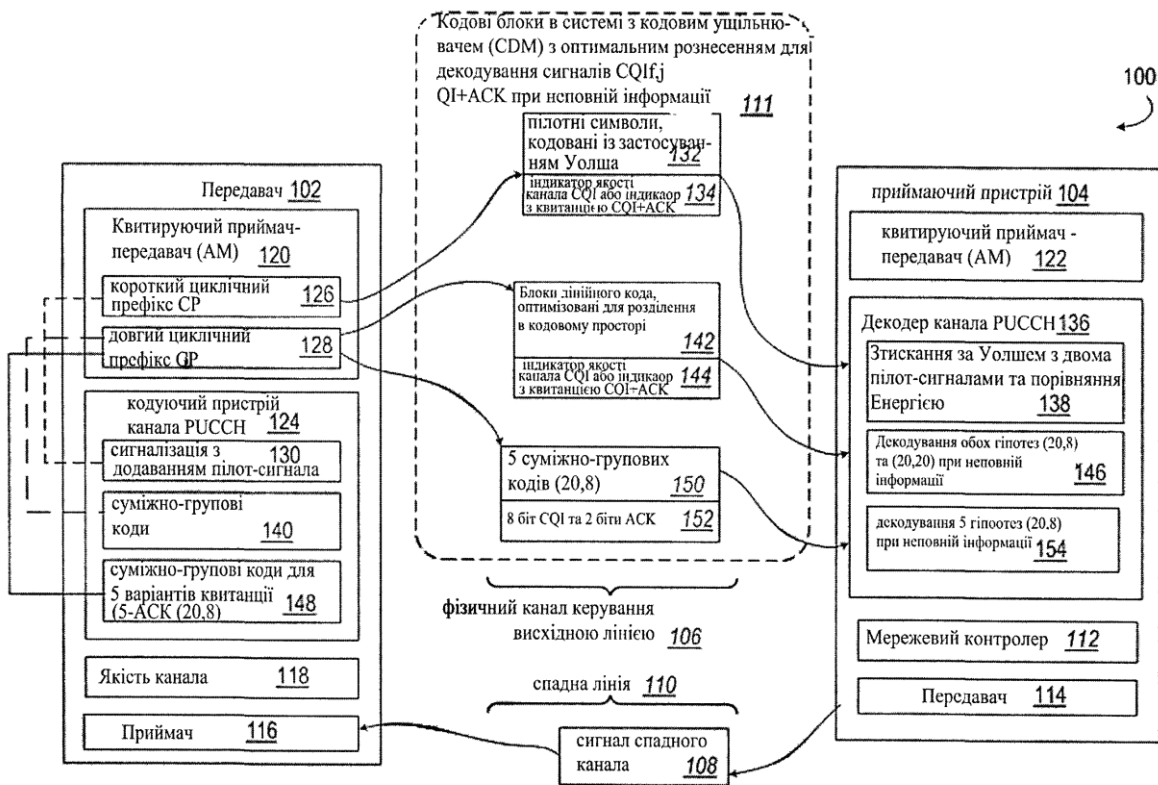 Кодові блоки в системі з кодовим ущільню-
вачем (CDM) з оптимальним рознесенням для
декодування сигналів CQIf,j
QI+ACK при неповній інформації 111
100
Передавач 102
Квитируючий приймач-
передавач (АМ) 120
короткий циклічний
префікс СР 126
довгий циклічний
префікс СР 128
кодуючий пристрій
канала PUCCH 124
сигналізація з 130
додаванням пілот-сигнала
суміжно-групові
коди 140
суміжно-групові коди для
5 варіантів квитанції
(5-ACK (20,8) 148
Якість канала 118
Приймач 116
пілотні символи,
кодовані із застосуван-
ням Уолша 132
індикатор якості
канала CQI або індикаор 134
з квитанцією CQI+ACK
Блоки лінійного кода,
оптимізовані для розділення
в кодовому просторі 142
індикатор якості
канала CQI або індикаор 144
з квитанцією CQI+ACK
5 суміжно-групових
кодів (20,8) 150
8 біт CQI та 2 біти ACK 152
фізичний канал керування
висхідною лінією 106
спадна лінія 110
сигнал спадного
канала 108
приймаючий пристрій 104
квитируючий приймач -
передавач (АМ) 122
Декодер канала PUCCH 136
Зтискання за Уолшем з двома
пілот-сигналами та порівняння
Енергією 138
Декодування обох гіпотез (20,8)
та (20,20) при неповній
інформації 146
декодування 5 гіпоотез (20.8)
при неповній інформації 154
Мережевий контролер 112
Персдавач 114